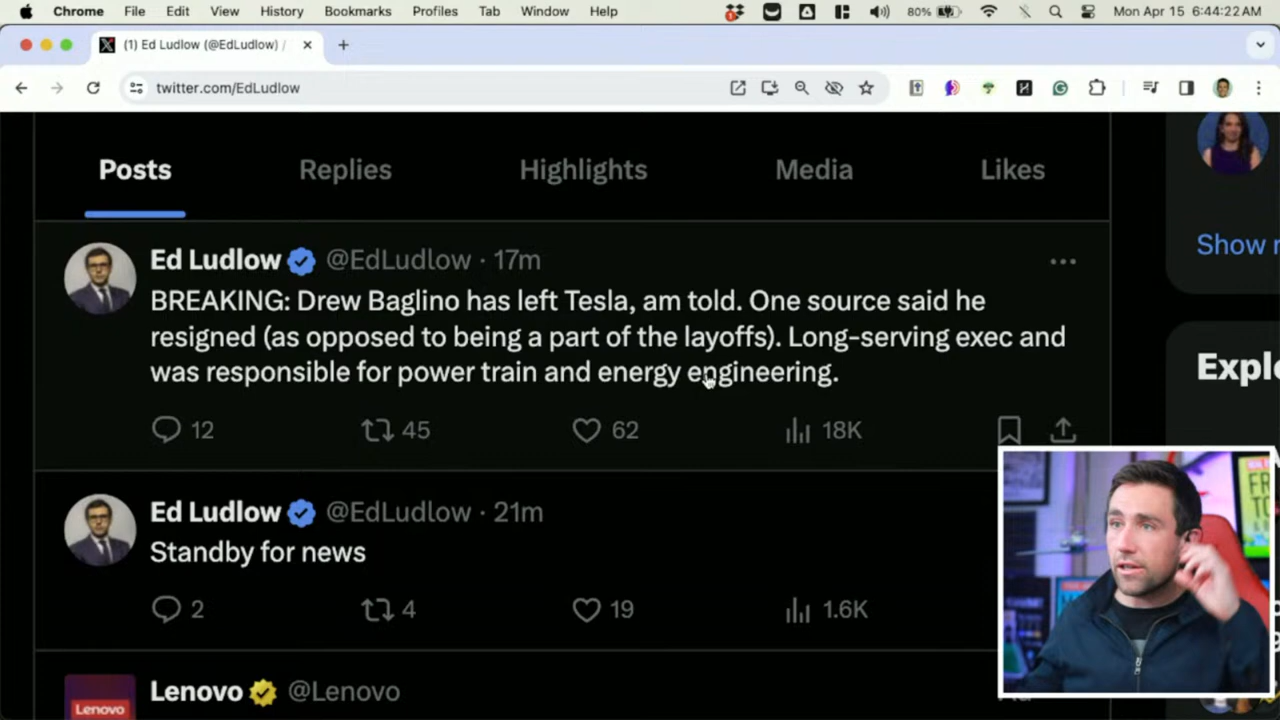 Chrome File Edit View History Bookmarks Profiles Tab Window Help 80% Mon Apr 15 6:44:22 AM
(1) Ed Ludlow (@EdLudlow) /
twitter.com/EdLudlow
Posts Replies Highlights Media Likes
Show
Ed Ludlow @EdLudlow · 17m
BREAKING: Drew Baglino has left Tesla, am told. One source said he
resigned (as opposed to being a part of the layoffs). Long-serving exec and
was responsible for power train and energy engineering.
12 45 62 18K
Ed Ludlow @EdLudlow · 21m
Standby for news
2 4 19 1.6K
Lenovo @Lenovo
Lenovo